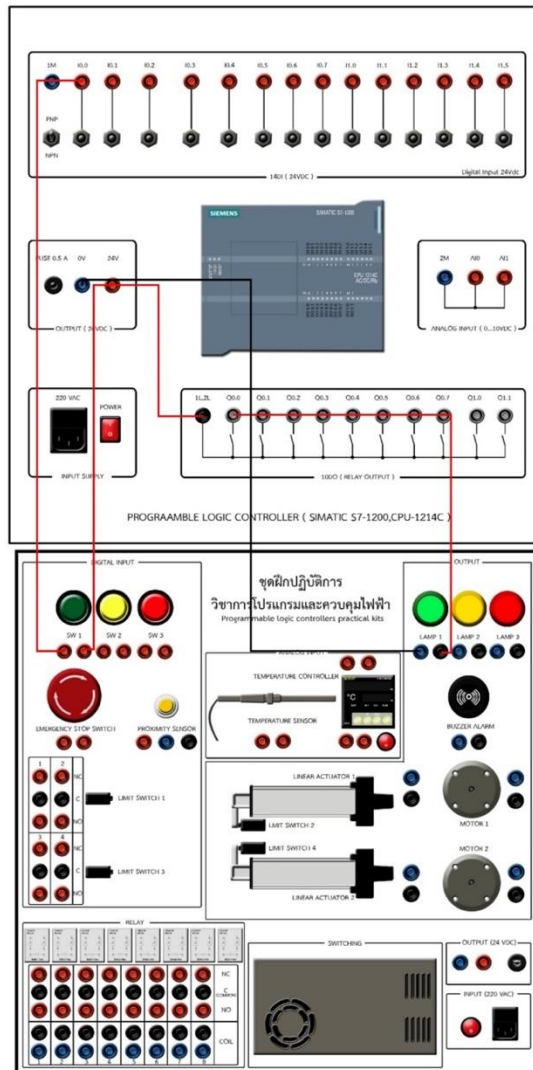 1M I0.0 I0.1 I0.2 I0.3 I0.4 I0.5 I0.6 I0.7 I1.0 I1.1 I1.2 I1.3 I1.4 I1.5
PNP
NPN
14DI ( 24VDC )
Digital Input 24Vdc
SIEMENS
SIMATIC S7-1200
CPU 1214C
AC/DC/Rly
FUSE 0.5 A 0V 24V
OUTPUT ( 24VDC )
2M AI0 AI1
ANALOG INPUT ( 0...10VDC )
220 VAC
POWER
INPUT SUPPLY
1L,2L Q0.0 Q0.1 Q0.2 Q0.3 Q0.4 Q0.5 Q0.6 Q0.7 Q1.0 Q1.1
10DO ( RELAY OUTPUT )
PROGRAAMBLE LOGIC CONTROLLER ( SIMATIC S7-1200,CPU-1214C )
DIGITAL INPUT
SW 1 SW 2 SW 3
ชุดฝึกปฏิบัติการ
วิชาการโปรแกรมและควบคุมไฟฟ้า
Programmable logic controllers practical kits
OUTPUT
LAMP 1 LAMP 2 LAMP 3
EMERGENCY STOP SWITCH
PROXIMITY SENSOR
ANALOG INPUT
TEMPERATURE CONTROLLER
°C
TEMPERATURE SENSOR
BUZZER ALARM
1 2
NC
C
NO
LIMIT SWITCH 1
3 4
NC
C
NO
LIMIT SWITCH 3
LINEAR ACTUATOR 1
LMIT SWITCH 2
LIMIT SWITCH 4
LINEAR ACTUATOR 2
MOTOR 1
MOTOR 2
RELAY
NC
C
(COMMON)
NO
COIL
1 2 3 4 5 6 7 8
SWITCHING
OUTPUT (24 VDC)
INPUT (220 VAC)